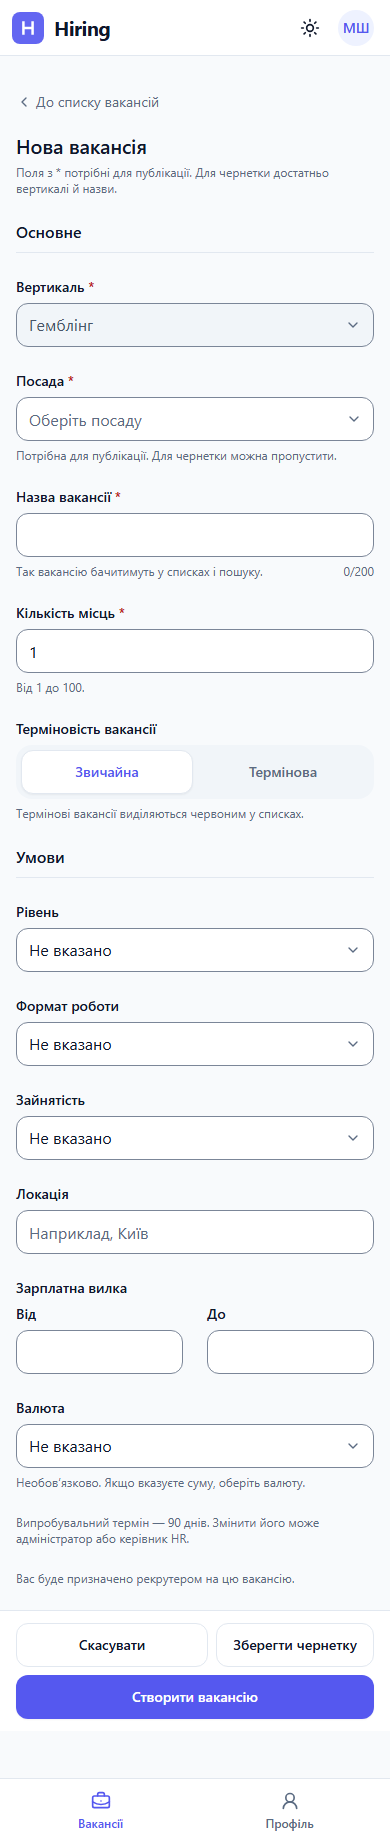 H Hiring МШ
До списку вакансій
Нова вакансія
Поля з * потрібні для публікації. Для чернетки достатньо
вертикалі й назви.
Основне
Вертикаль *
Гемблінг
Посада *
Оберіть посаду
Потрібна для публікації. Для чернетки можна пропустити.
Назва вакансії *
Так вакансію бачитимуть у списках і пошуку. 0/200
Кількість місць *
1
Від 1 до 100.
Терміновість вакансії
Звичайна Термінова
Термінові вакансії виділяються червоним у списках.
Умови
Рівень
Не вказано
Формат роботи
Не вказано
Зайнятість
Не вказано
Локація
Наприклад, Київ
Зарплатна вилка
Від До
Валюта
Не вказано
Необов'язково. Якщо вказуєте суму, оберіть валюту.
Випробувальний термін — 90 днів. Змінити його може
адміністратор або керівник HR.
Вас буде призначено рекрутером на цю вакансію.
Скасувати Зберегти чернетку
Створити вакансію
Вакансії Профіль